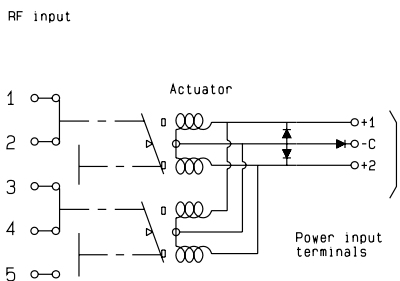 RF input
Actuator
1
2
3
4
5
+1
-C
+2
Power input
terminals